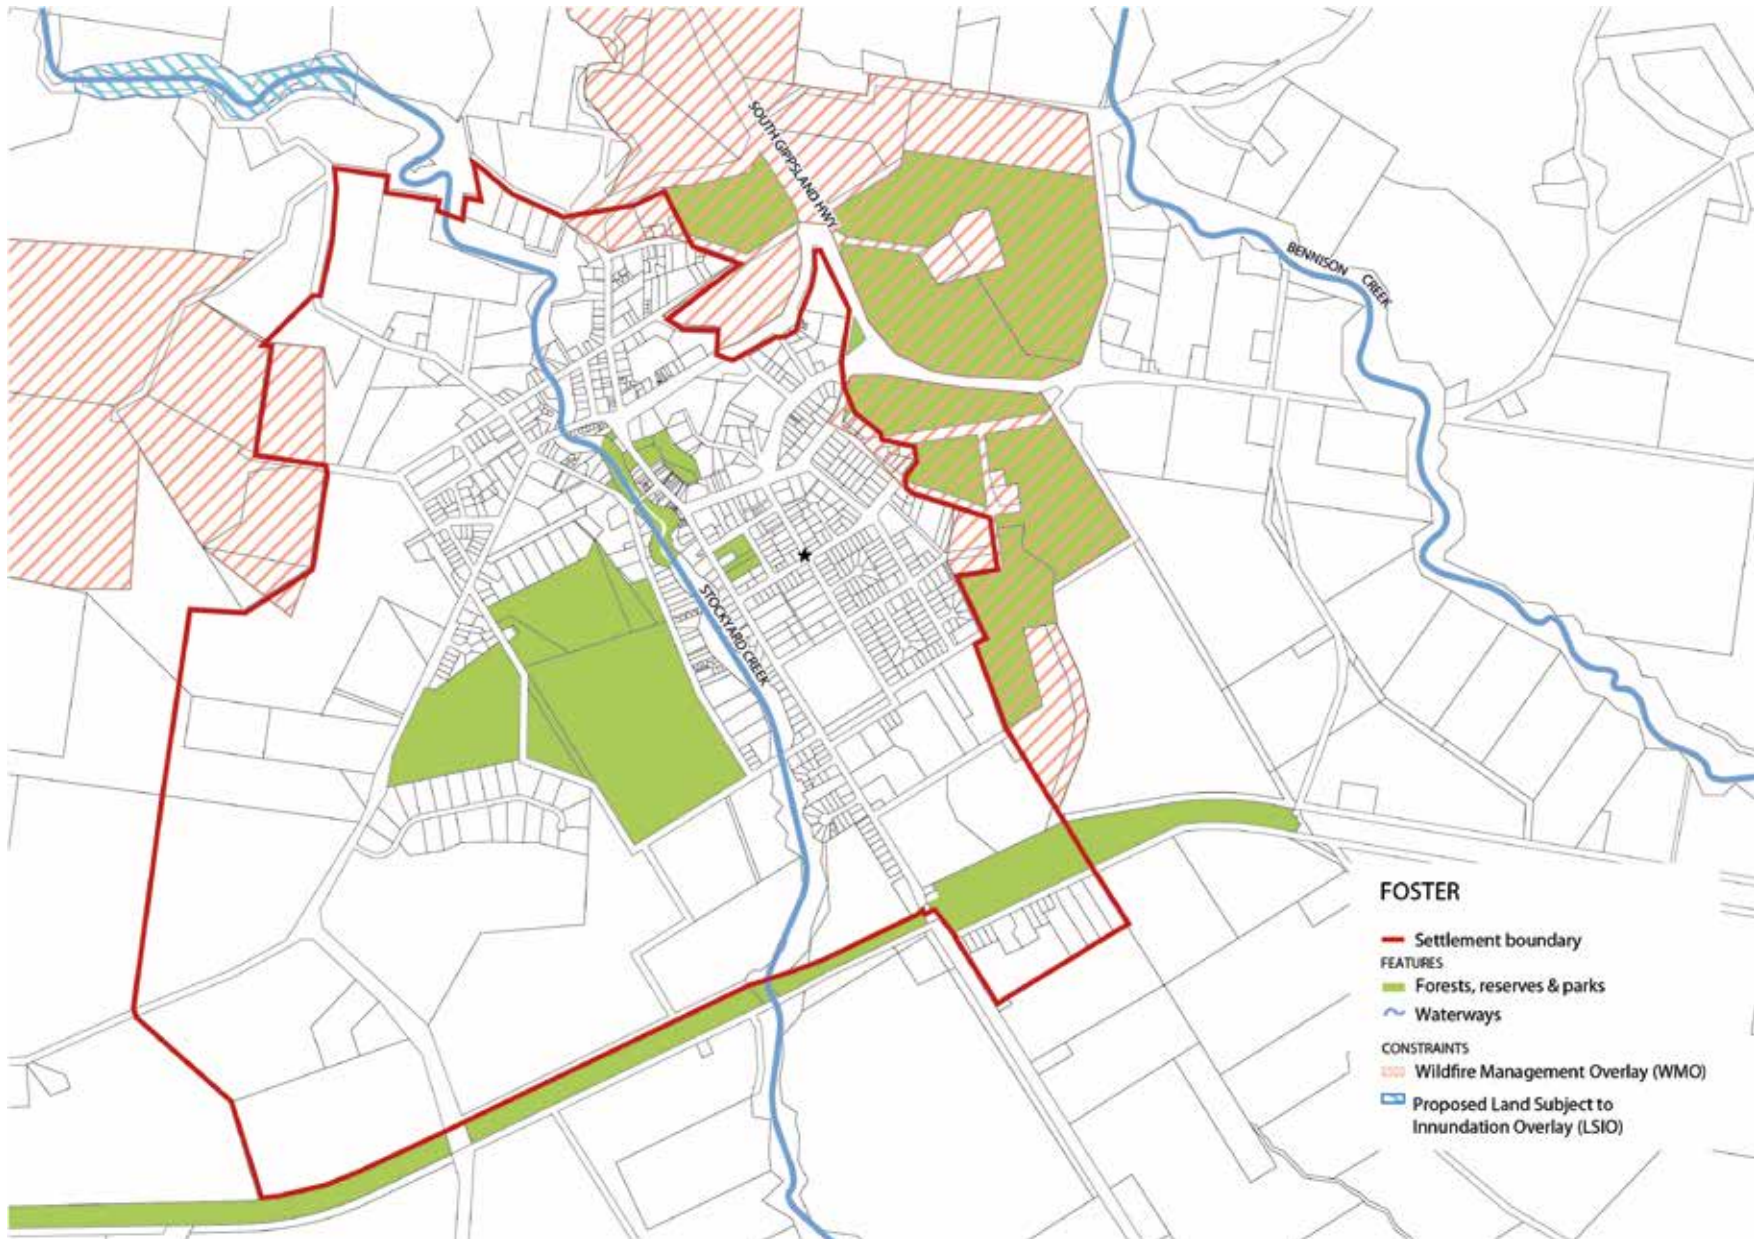 SOUTH GIPPSLAND HWY
BENNISON CREEK
STOCKYARD CREEK
FOSTER
Settlement boundary
FEATURES
Forests, reserves & parks
Waterways
CONSTRAINTS
Wildfire Management Overlay (WMO)
Proposed Land Subject to
Innundation Overlay (LSIO)